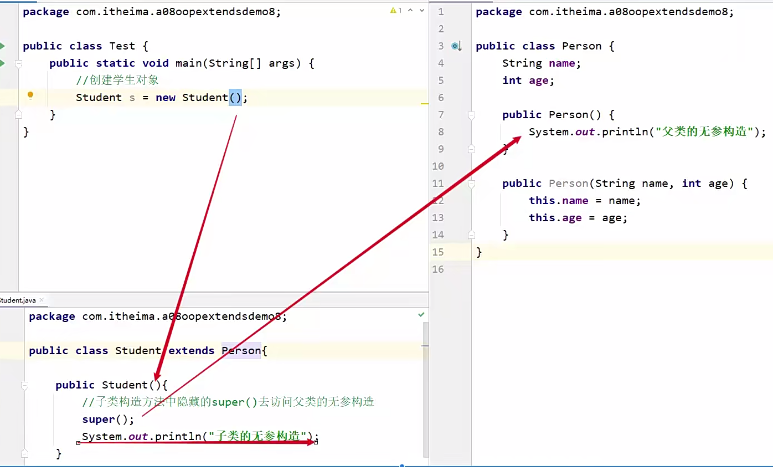 package com.itheima.a08oopextendsdemo8;
1
public class Test {
public static void main(String[] args) {
//创建学生对象
Student s = new Student();
}
}
Student.java
package com.itheima.a08oopextendsdemo8;
public class Student extends Person{
public Student(){
//子类构造方法中隐藏的super()去访问父类的无参构造
super();
System.out.println("子类的无参构造");
}
1 package com.itheima.a08oopextendsdemo8;
2
3 public class Person {
4 String name;
5 int age;
6
7 public Person() {
8 System.out.println("父类的无参构造");
9 }
10
11 public Person(String name, int age) {
12 this.name = name;
13 this.age = age;
14 }
15 }
16